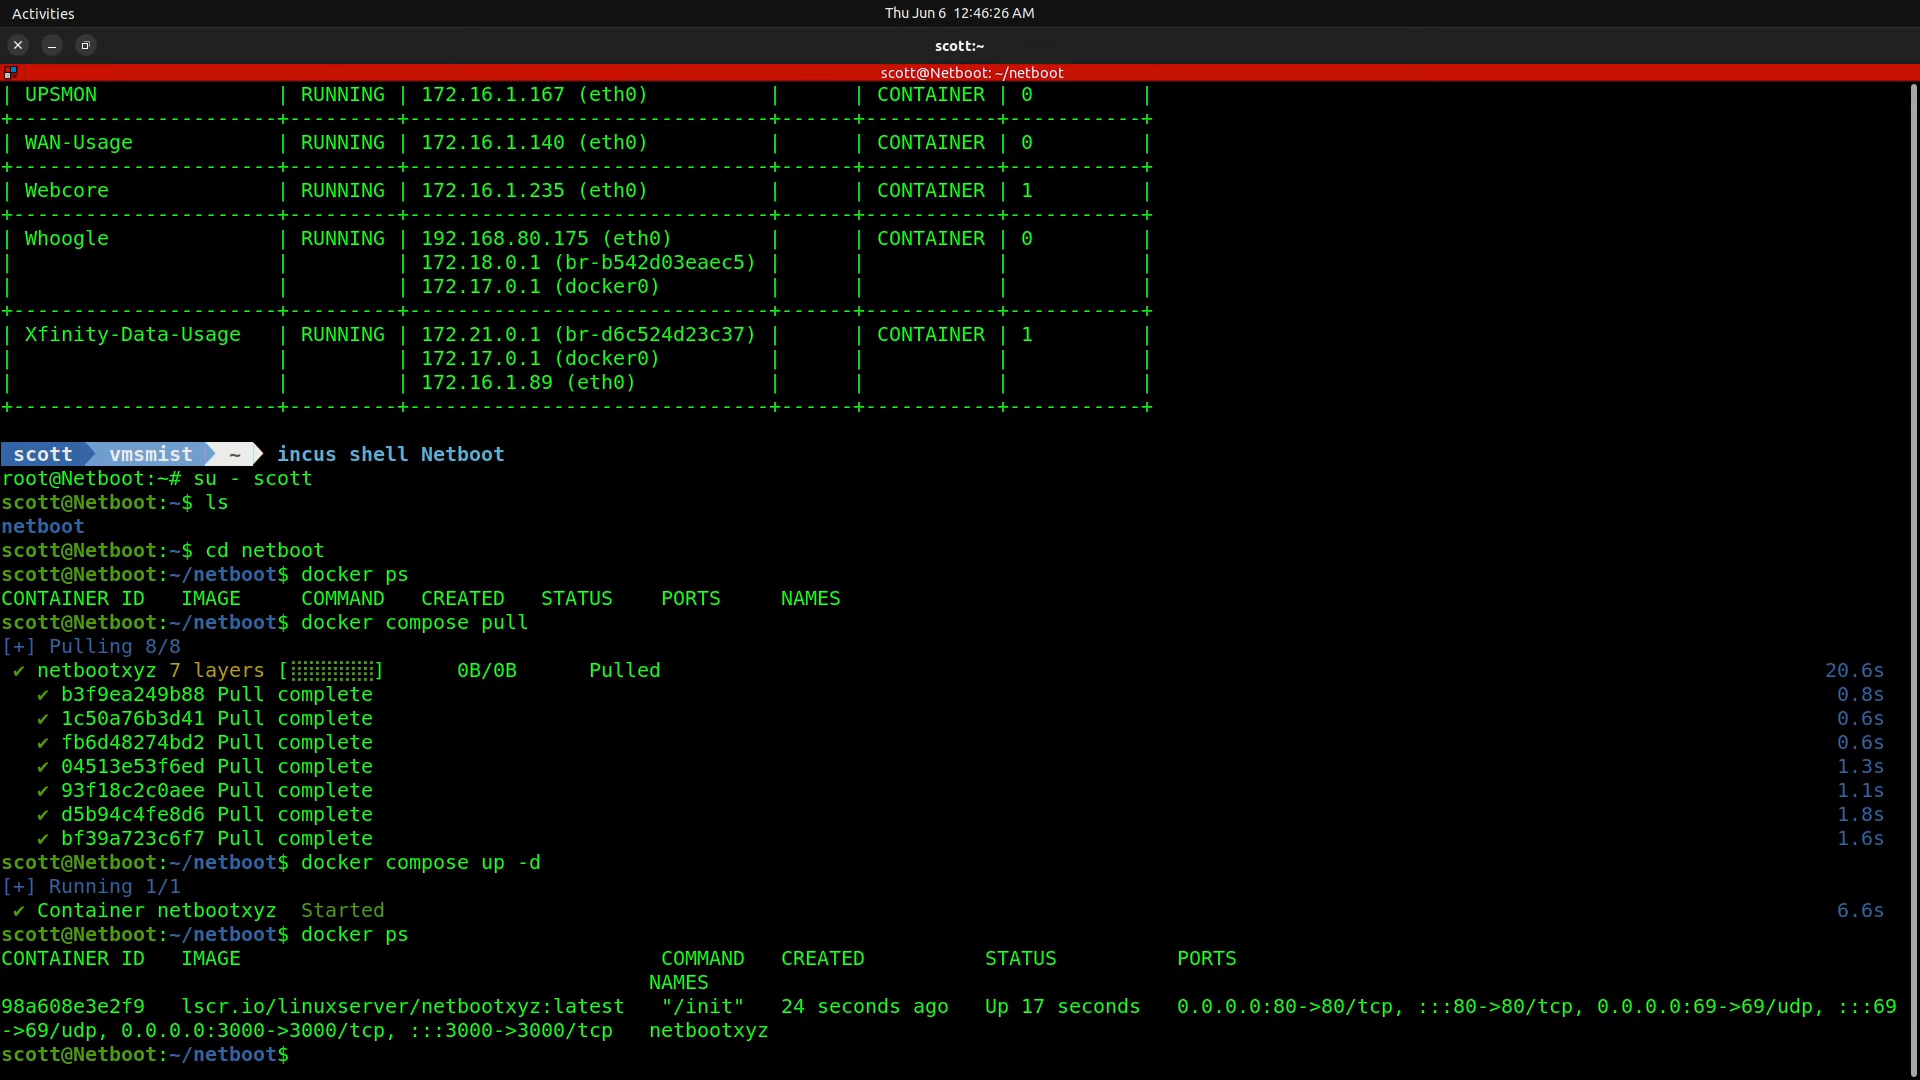 Activities
Thu Jun 6 12:46:26 AM
scott:~
scott@Netboot: ~/netboot
| UPSMON               | RUNNING | 172.16.1.167 (eth0)          |      | CONTAINER | 0         |
+----------------------+---------+------------------------------+------+-----------+-----------+
| WAN-Usage            | RUNNING | 172.16.1.140 (eth0)          |      | CONTAINER | 0         |
+----------------------+---------+------------------------------+------+-----------+-----------+
| Webcore              | RUNNING | 172.16.1.235 (eth0)          |      | CONTAINER | 1         |
+----------------------+---------+------------------------------+------+-----------+-----------+
| Whoogle              | RUNNING | 192.168.80.175 (eth0)        |      | CONTAINER | 0         |
|                      |         | 172.18.0.1 (br-b542d03eaec5) |      |           |           |
|                      |         | 172.17.0.1 (docker0)         |      |           |           |
+----------------------+---------+------------------------------+------+-----------+-----------+
| Xfinity-Data-Usage   | RUNNING | 172.21.0.1 (br-d6c524d23c37) |      | CONTAINER | 1         |
|                      |         | 172.17.0.1 (docker0)         |      |           |           |
|                      |         | 172.16.1.89 (eth0)           |      |           |           |
+----------------------+---------+------------------------------+------+-----------+-----------+
scott vmsmist ~ incus shell Netboot
root@Netboot:~# su - scott
scott@Netboot:~$ ls
netboot
scott@Netboot:~$ cd netboot
scott@Netboot:~/netboot$ docker ps
CONTAINER ID   IMAGE     COMMAND   CREATED   STATUS    PORTS     NAMES
scott@Netboot:~/netboot$ docker compose pull
[+] Pulling 8/8
✔ netbootxyz 7 layers [⣿⣿⣿⣿⣿⣿⣿]      0B/0B      Pulled 20.6s
✔ b3f9ea249b88 Pull complete 0.8s
✔ 1c50a76b3d41 Pull complete 0.6s
✔ fb6d48274bd2 Pull complete 0.6s
✔ 04513e53f6ed Pull complete 1.3s
✔ 93f18c2c0aee Pull complete 1.1s
✔ d5b94c4fe8d6 Pull complete 1.8s
✔ bf39a723c6f7 Pull complete 1.6s
scott@Netboot:~/netboot$ docker compose up -d
[+] Running 1/1
✔ Container netbootxyz  Started 6.6s
scott@Netboot:~/netboot$ docker ps
CONTAINER ID   IMAGE                                   COMMAND   CREATED          STATUS          PORTS
NAMES
98a608e3e2f9   lscr.io/linuxserver/netbootxyz:latest   "/init"   24 seconds ago   Up 17 seconds   0.0.0.0:80->80/tcp, :::80->80/tcp, 0.0.0.0:69->69/udp, :::69
->69/udp, 0.0.0.0:3000->3000/tcp, :::3000->3000/tcp   netbootxyz
scott@Netboot:~/netboot$